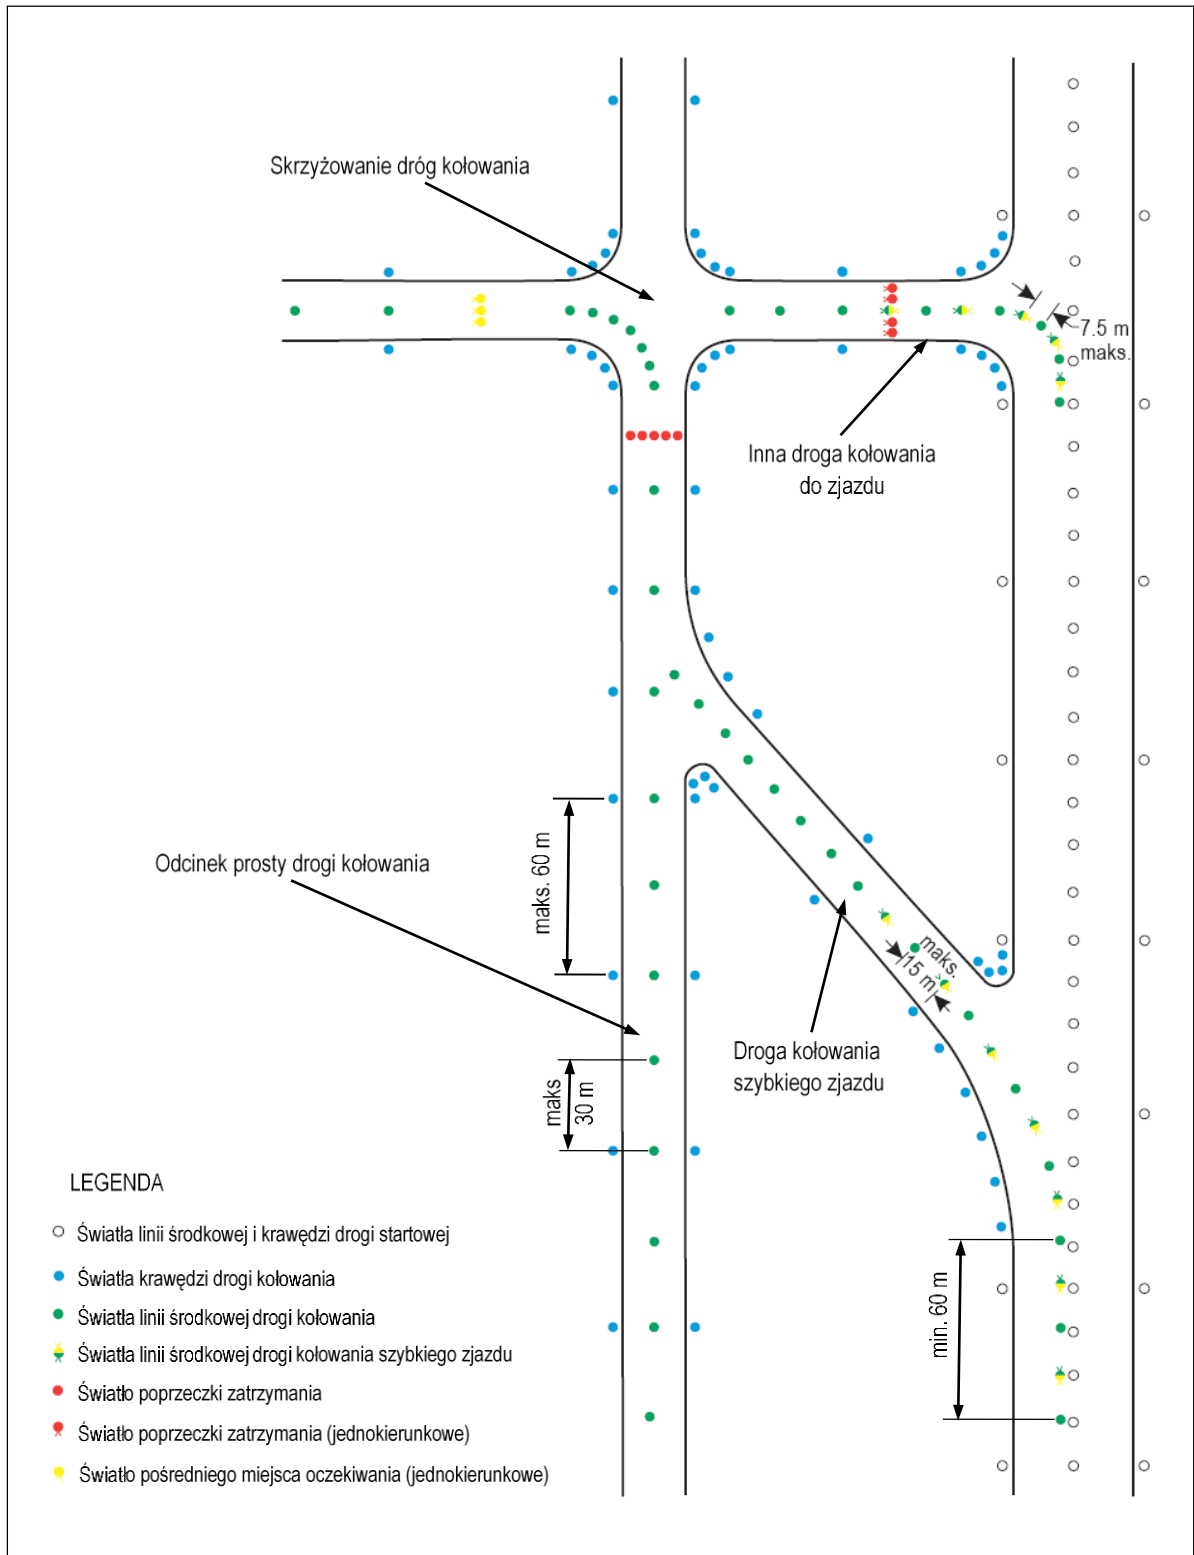 Skrzyżowanie dróg kołowania
7.5 m
maks.
Inna droga kołowania
do zjazdu
maks. 60 m
Odcinek prosty drogi kołowania
maks.
15 m
Droga kołowania
szybkiego zjazdu
maks
30 m
min. 60 m
LEGENDA
Światła linii środkowej i krawędzi drogi startowej
Światła krawędzi drogi kołowania
Światła linii środkowej drogi kołowania
Światła linii środkowej drogi kołowania szybkiego zjazdu
Światło poprzeczki zatrzymania
Światło poprzeczki zatrzymania (jednokierunkowe)
Światło pośredniego miejsca oczekiwania (jednokierunkowe)